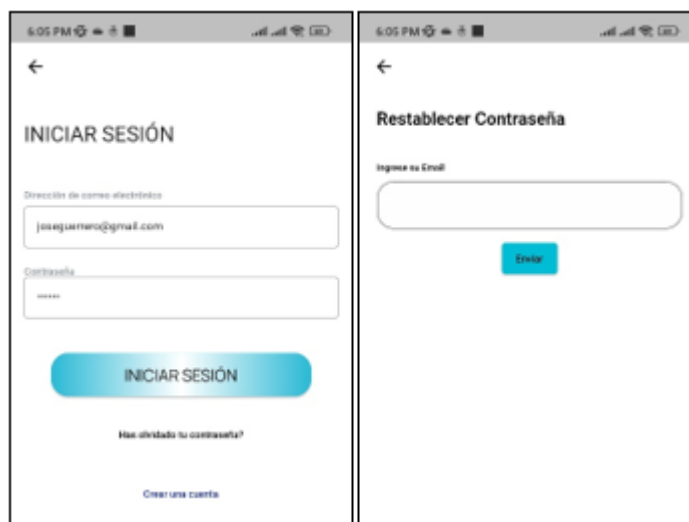 6:05 PM
INICIAR SESIÓN
Dirección de correo electrónico
joseguerrero@gmail.com
Contraseña
······
INICIAR SESIÓN
Has olvidado tu contraseña?
Crear una cuenta
6:05 PM
Restablecer Contraseña
Ingrese su Email
Enviar